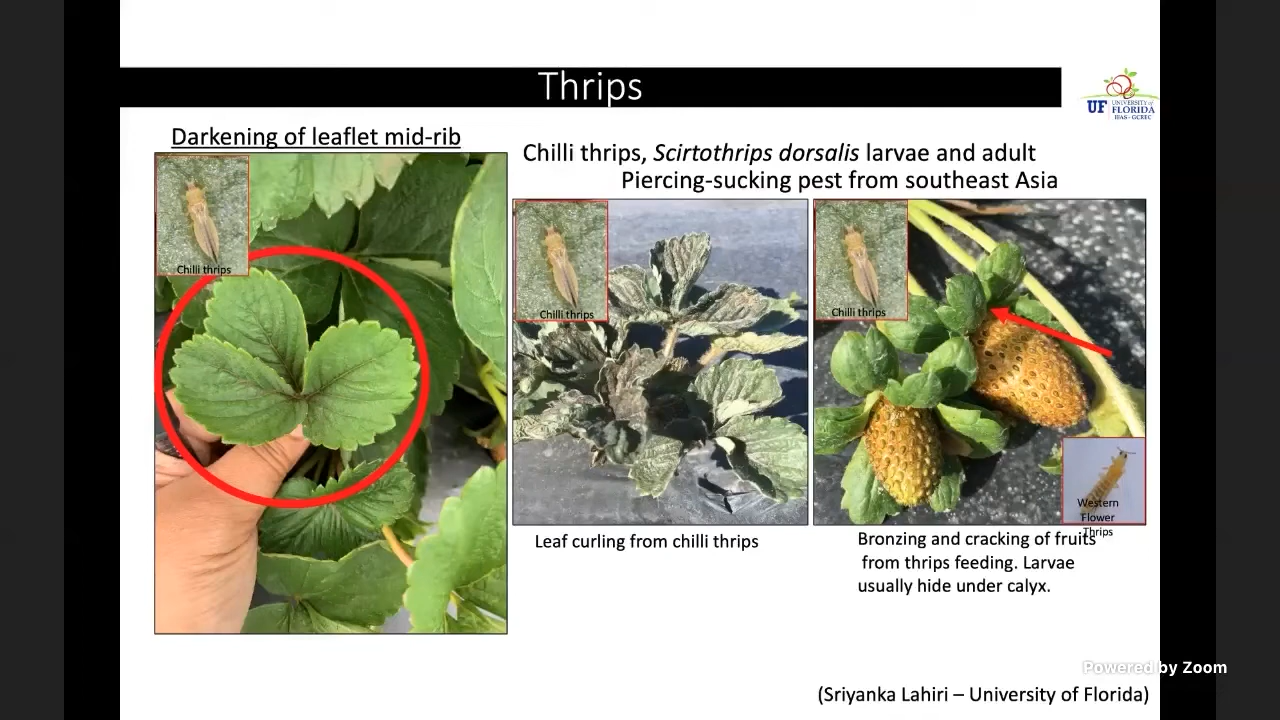 Thrips
UF UNIVERSITY of
FLORIDA
IFAS - GCREC
Darkening of leaflet mid-rib
Chilli thrips, Scirtothrips dorsalis larvae and adult
Piercing-sucking pest from southeast Asia
Chilli thrips
Chilli thrips
Chilli thrips
Western
Flower
Thrips
Leaf curling from chilli thrips
Bronzing and cracking of fruits
from thrips feeding. Larvae
usually hide under calyx.
Powered by Zoom
(Sriyanka Lahiri – University of Florida)